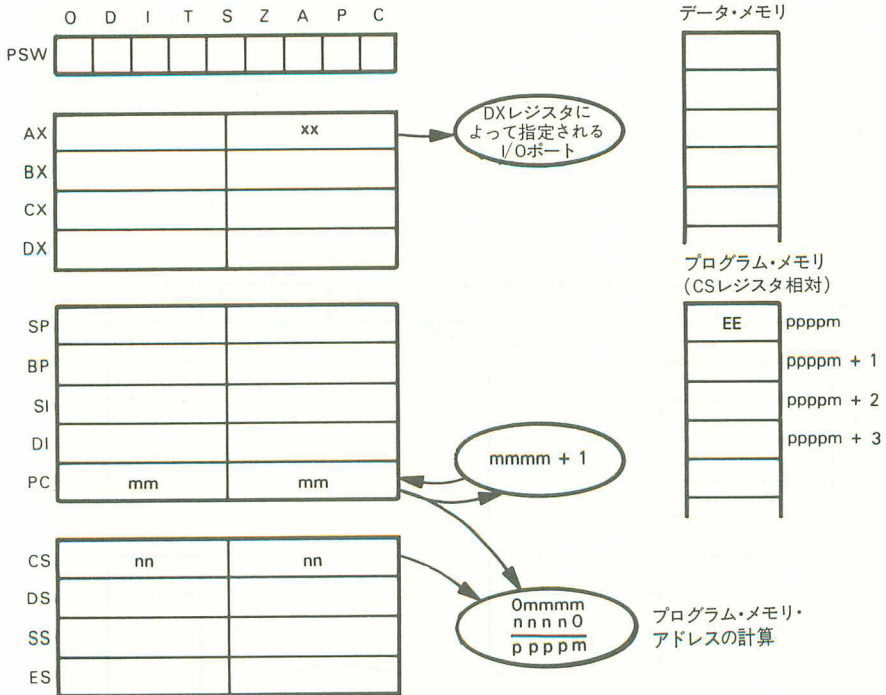 O D I T S Z A P C
PSW
AX xx
BX
CX
DX
DXレジスタに
よって指定される
I/Oポート
データ・メモリ
プログラム・メモリ
(CSレジスタ相対)
EE ppppm
ppppm + 1
ppppm + 2
ppppm + 3
SP
BP
SI
DI
PC mm mm
mmmm + 1
CS nn nn
DS
SS
ES
0mmmm
nnnn0
ppppm
プログラム・メモリ・
アドレスの計算